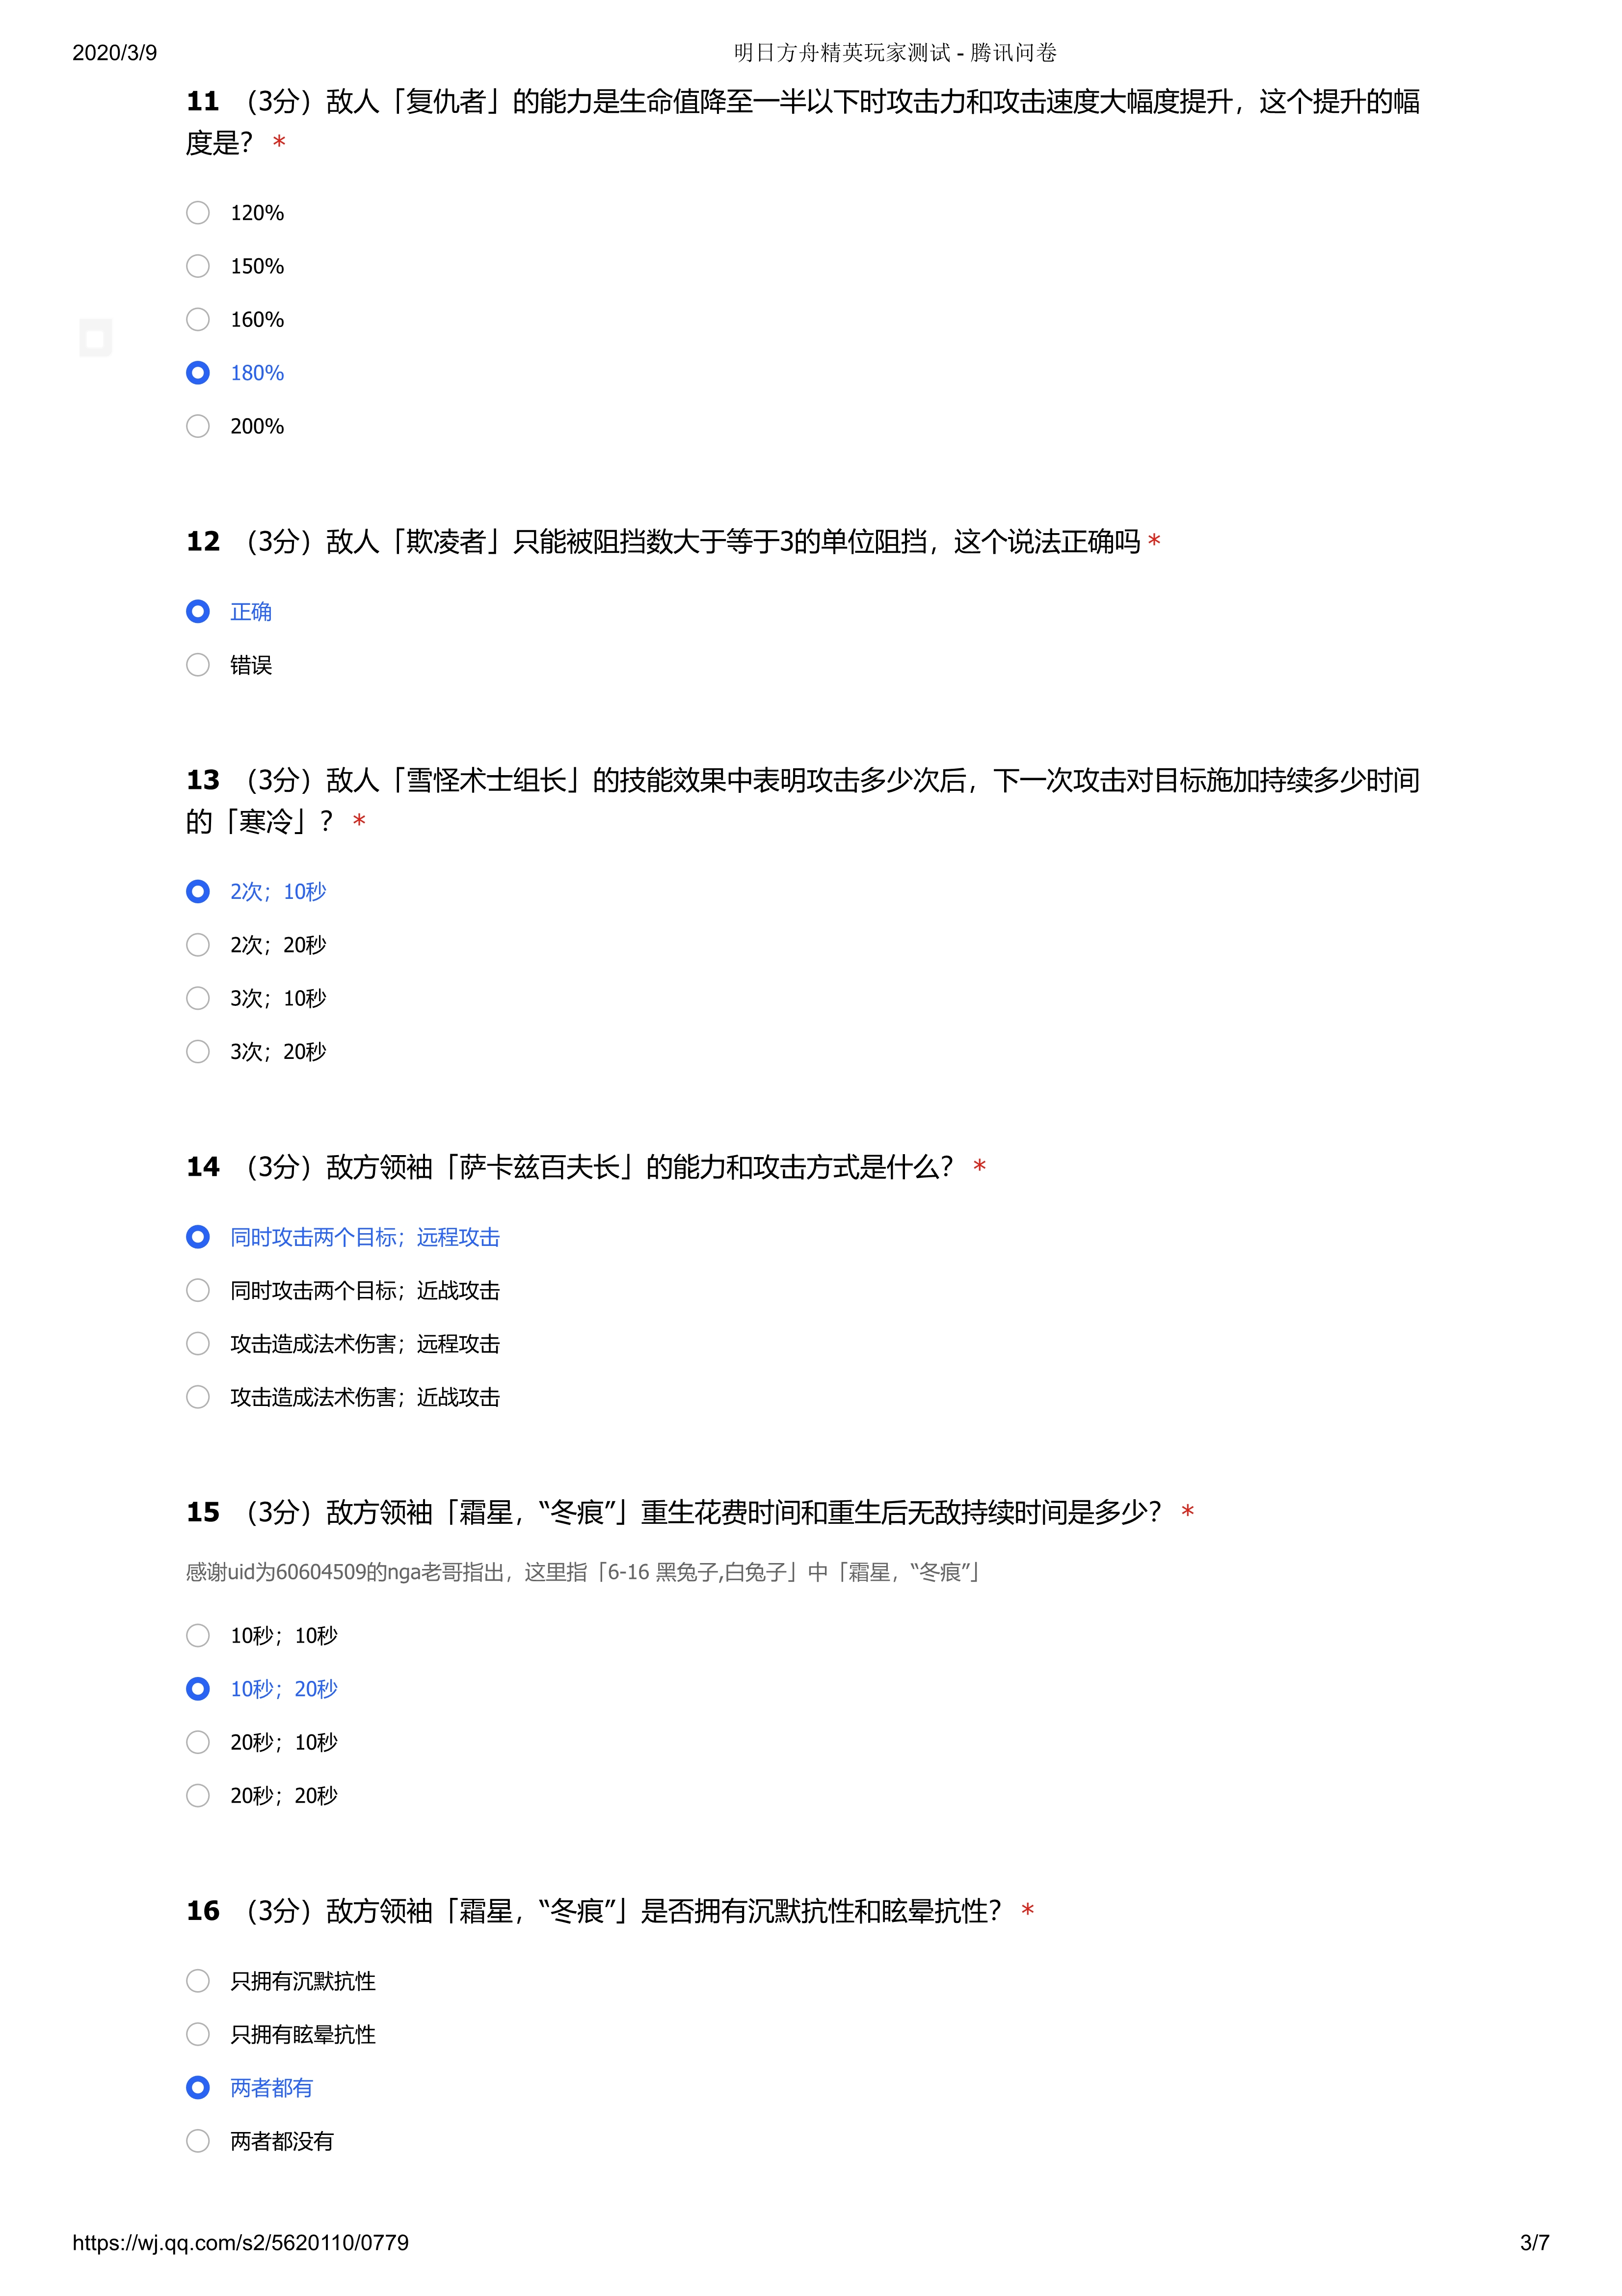 2020/3/9
明日方舟精英玩家测试 - 腾讯问卷
11 （3分）敌人「复仇者」的能力是生命值降至一半以下时攻击力和攻击速度大幅度提升，这个提升的幅
度是？ *
120%
150%
160%
180%
200%
12 （3分）敌人「欺凌者」只能被阻挡数大于等于3的单位阻挡，这个说法正确吗 *
正确
错误
13 （3分）敌人「雪怪术士组长」的技能效果中表明攻击多少次后，下一次攻击对目标施加持续多少时间
的「寒冷」？ *
2次；10秒
2次；20秒
3次；10秒
3次；20秒
14 （3分）敌方领袖「萨卡兹百夫长」的能力和攻击方式是什么？ *
同时攻击两个目标；远程攻击
同时攻击两个目标；近战攻击
攻击造成法术伤害；远程攻击
攻击造成法术伤害；近战攻击
15 （3分）敌方领袖「霜星，“冬痕”」重生花费时间和重生后无敌持续时间是多少？ *
感谢uid为60604509的nga老哥指出，这里指「6-16 黑兔子,白兔子」中「霜星，“冬痕”」
10秒；10秒
10秒；20秒
20秒；10秒
20秒；20秒
16 （3分）敌方领袖「霜星，“冬痕”」是否拥有沉默抗性和眩晕抗性？ *
只拥有沉默抗性
只拥有眩晕抗性
两者都有
两者都没有
https://wj.qq.com/s2/5620110/0779
3/7